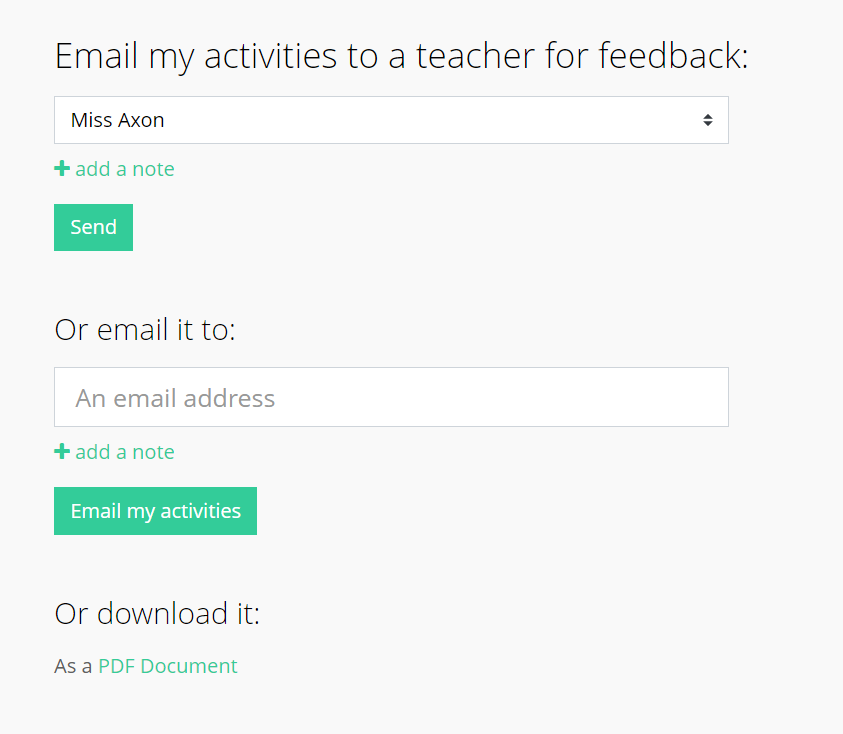 Email my activities to a teacher for feedback:
Miss Axon
add a note
Send
Or email it to:
An email address
add a note
Email my activities
Or download it:
As a PDF Document